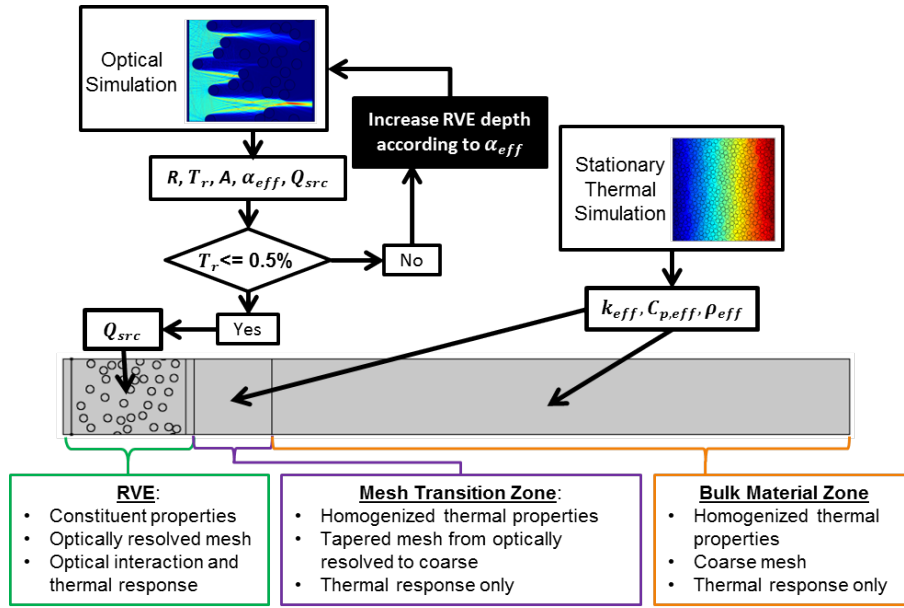 Optical
Simulation
Increase RVE depth
according to α_eff
Stationary
Thermal
Simulation
R, T_r, A, α_eff, Q_src
T_r<= 0.5%
No
Yes
Q_src
k_eff, C_p,eff, ρ_eff
RVE:
• Constituent properties
• Optically resolved mesh
• Optical interaction and
thermal response
Mesh Transition Zone:
• Homogenized thermal properties
• Tapered mesh from optically
resolved to coarse
• Thermal response only
Bulk Material Zone
• Homogenized thermal
properties
• Coarse mesh
• Thermal response only